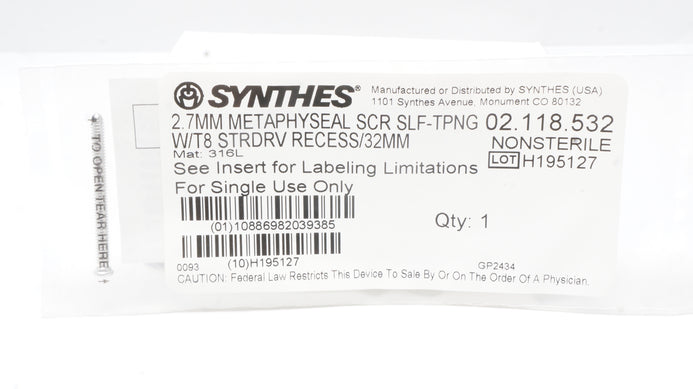 SYNTHES®
Manufactured or Distributed by SYNTHES (USA)
1101 Synthes Avenue, Monument CO 80132
2.7MM METAPHYSEAL SCR SLF-TPNG 02.118.532
W/T8 STRDRV RECESS/32MM NONSTERILE
Mat: 316L
LOT H195127
See Insert for Labeling Limitations
For Single Use Only
(01)10886982039385
Qty: 1
(10)H195127
0093
GP2434
CAUTION: Federal Law Restricts This Device To Sale By Or On The Order Of A Physician.
TO OPEN TEAR HERE